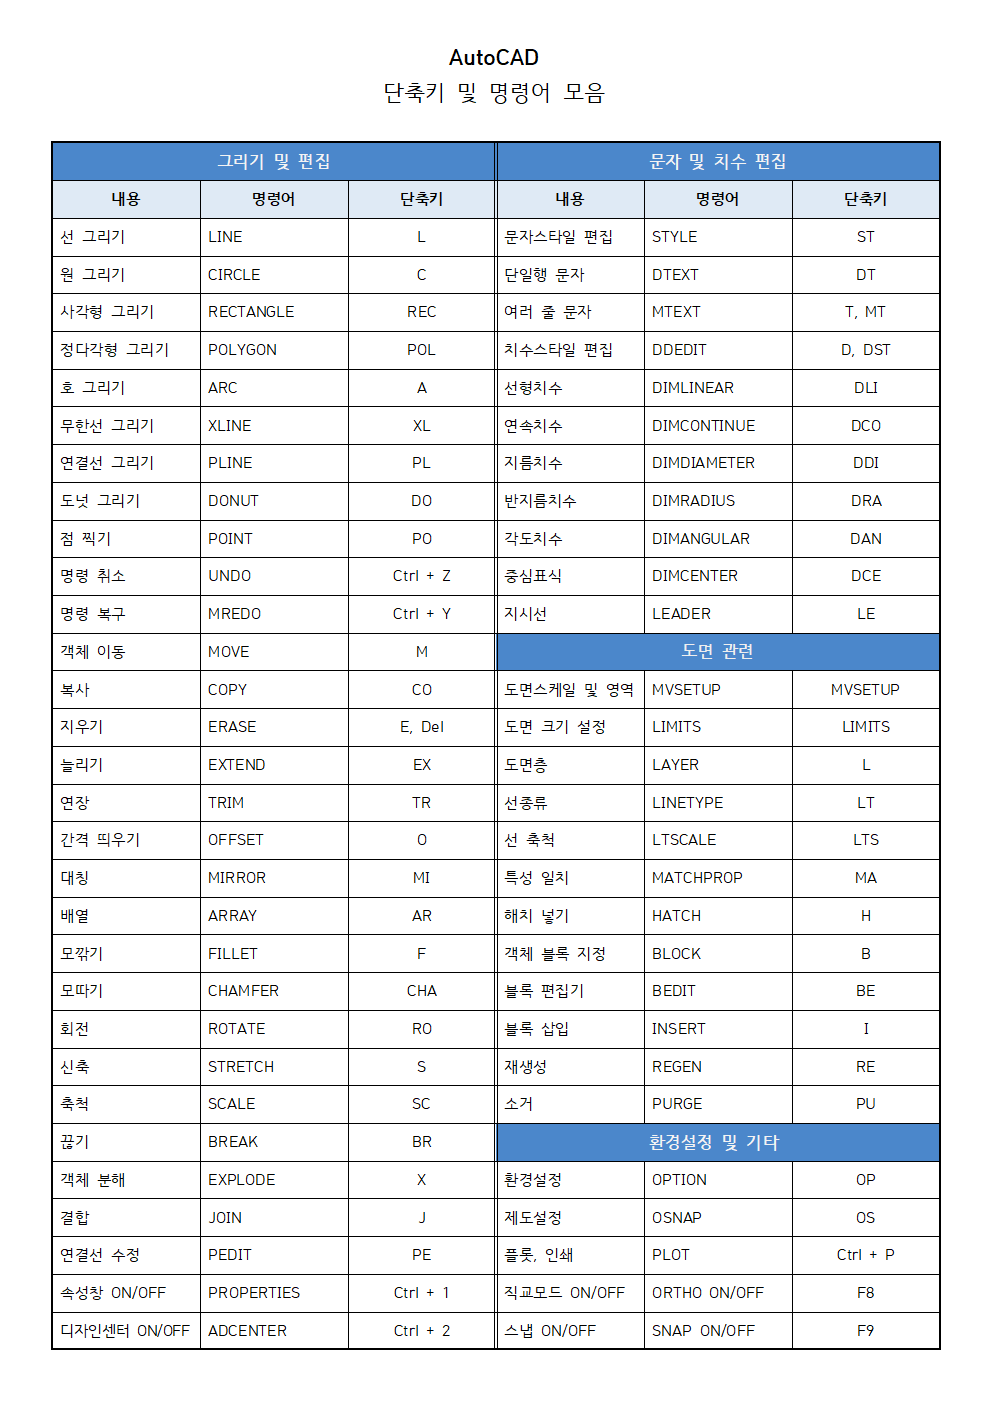 AutoCAD
단축키 및 명령어 모음
그리기 및 편집 문자 및 치수 편집
내용 명령어 단축키 내용 명령어 단축키
선 그리기 LINE L 문자스타일 편집 STYLE ST
원 그리기 CIRCLE C 단일행 문자 DTEXT DT
사각형 그리기 RECTANGLE REC 여러 줄 문자 MTEXT T, MT
정다각형 그리기 POLYGON POL 치수스타일 편집 DDEDIT D, DST
호 그리기 ARC A 선형치수 DIMLINEAR DLI
무한선 그리기 XLINE XL 연속치수 DIMCONTINUE DCO
연결선 그리기 PLINE PL 지름치수 DIMDIAMETER DDI
도넛 그리기 DONUT DO 반지름치수 DIMRADIUS DRA
점 찍기 POINT PO 각도치수 DIMANGULAR DAN
명령 취소 UNDO Ctrl + Z 중심표식 DIMCENTER DCE
명령 복구 MREDO Ctrl + Y 지시선 LEADER LE
객체 이동 MOVE M 도면 관련
복사 COPY CO 도면스케일 및 영역 MVSETUP MVSETUP
지우기 ERASE E, Del 도면 크기 설정 LIMITS LIMITS
늘리기 EXTEND EX 도면층 LAYER L
연장 TRIM TR 선종류 LINETYPE LT
간격 띄우기 OFFSET O 선 축척 LTSCALE LTS
대칭 MIRROR MI 특성 일치 MATCHPROP MA
배열 ARRAY AR 해치 넣기 HATCH H
모깎기 FILLET F 객체 블록 지정 BLOCK B
모따기 CHAMFER CHA 블록 편집기 BEDIT BE
회전 ROTATE RO 블록 삽입 INSERT I
신축 STRETCH S 재생성 REGEN RE
축척 SCALE SC 소거 PURGE PU
끊기 BREAK BR 환경설정 및 기타
객체 분해 EXPLODE X 환경설정 OPTION OP
결합 JOIN J 제도설정 OSNAP OS
연결선 수정 PEDIT PE 플롯, 인쇄 PLOT Ctrl + P
속성창 ON/OFF PROPERTIES Ctrl + 1 직교모드 ON/OFF ORTHO ON/OFF F8
디자인센터 ON/OFF ADCENTER Ctrl + 2 스냅 ON/OFF SNAP ON/OFF F9